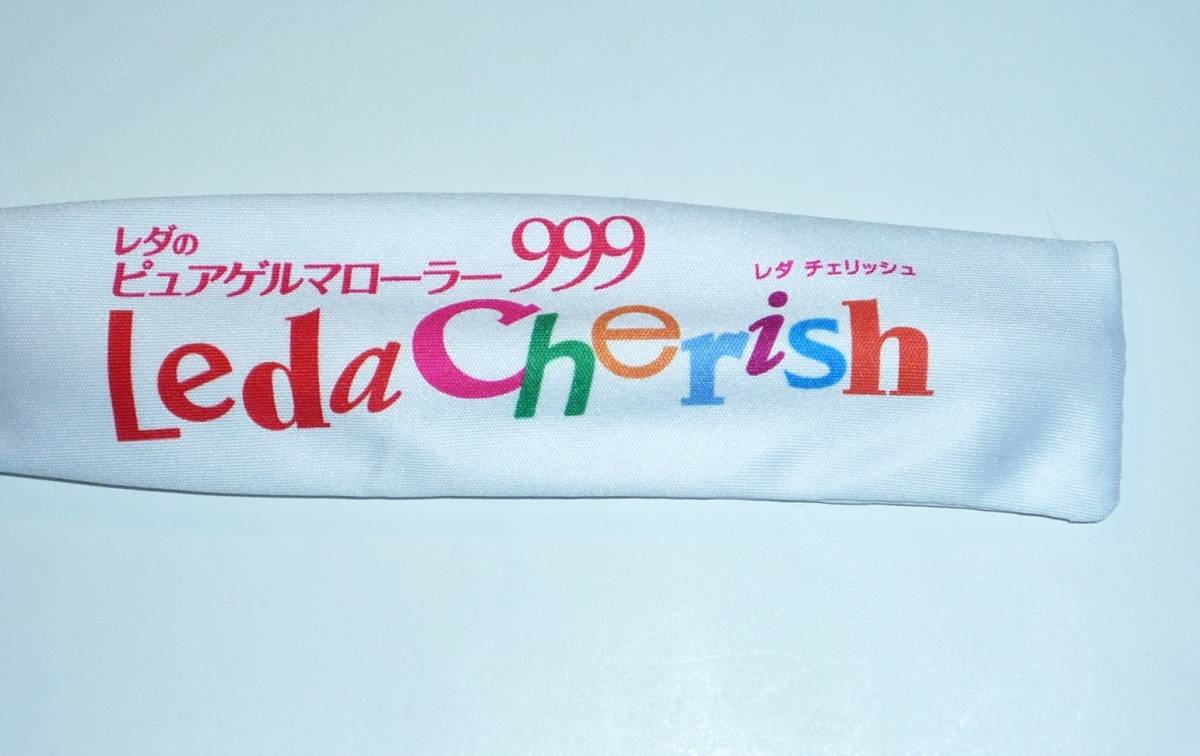 レダの
ピュアゲルマローラー999
レダ チェリッシュ
Leda Cherish